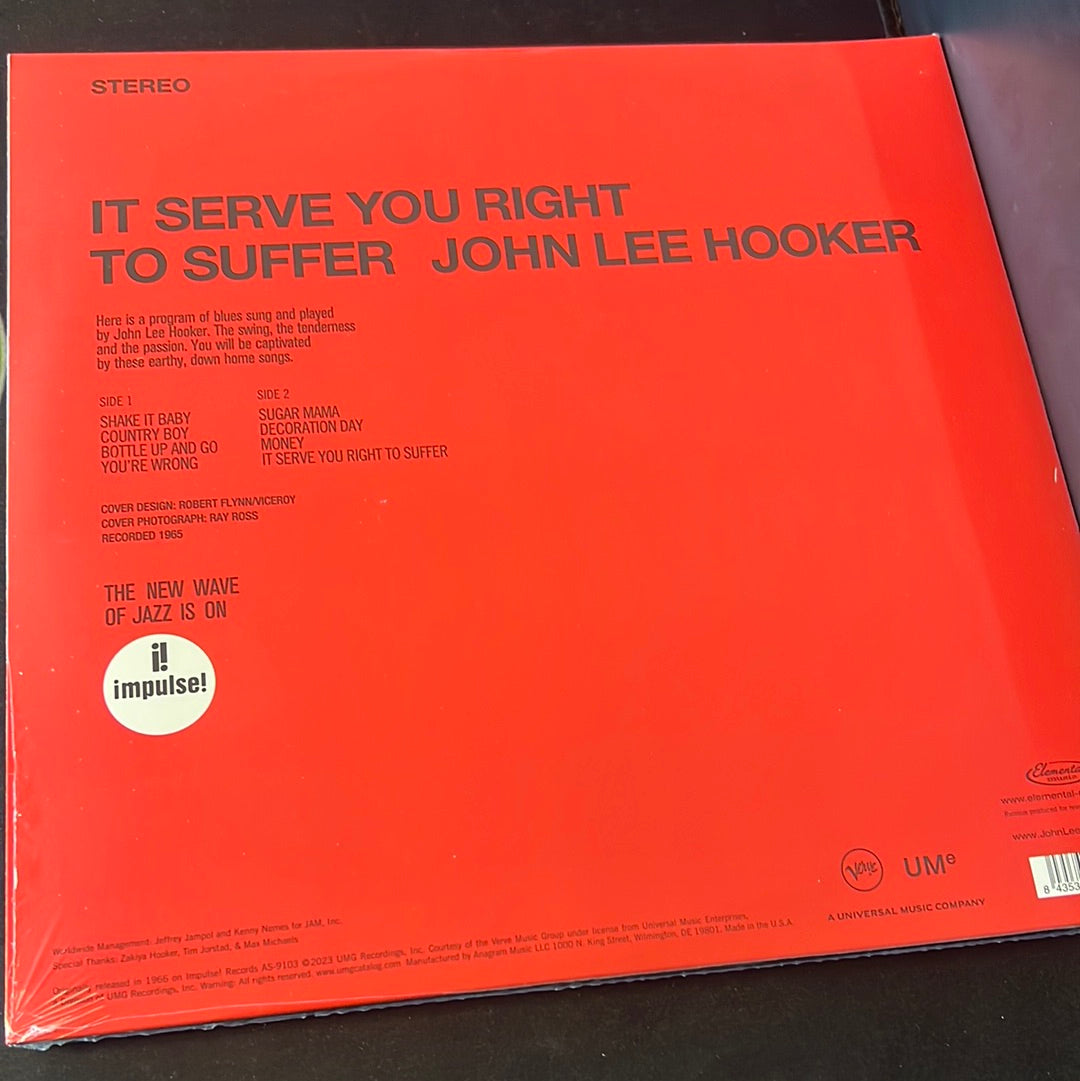 STEREO
IT SERVE YOU RIGHT
TO SUFFER JOHN LEE HOOKER
Here is a program of blues sung and played
by John Lee Hooker. The swing, the tenderness
and the passion. You will be captivated
by these earthy, down home songs.
SIDE 1
SHAKE IT BABY
COUNTRY BOY
BOTTLE UP AND GO
YOU'RE WRONG
SIDE 2
SUGAR MAMA
DECORATION DAY
MONEY
IT SERVE YOU RIGHT TO SUFFER
COVER DESIGN: ROBERT FLYNN/VICEROY
COVER PHOTOGRAPH: RAY ROSS
RECORDED 1965
THE NEW WAVE
OF JAZZ IS ON
i!
impulse!
Elementa
music
www.elemental-
www.JohnLee
8 4353
Verve
UMe
A UNIVERSAL MUSIC COMPANY
Worldwide Management: Jeffrey Jampol and Kenny Nemes for JAM, Inc.
Special Thanks: Zakiya Hooker, Tim Jorstad, & Max Michaels
Originally released in 1966 on Impulse! Records AS-9103 ©2023 UMG Recordings, Inc. Courtesy of the Verve Music Group under license from Universal Music Enterprises,
a Division of UMG Recordings, Inc. Warning: All rights reserved. www.umgcatalog.com Manufactured by Anagram Music LLC 1000 N. King Street, Wilmington, DE 19801. Made in the U.S.A.